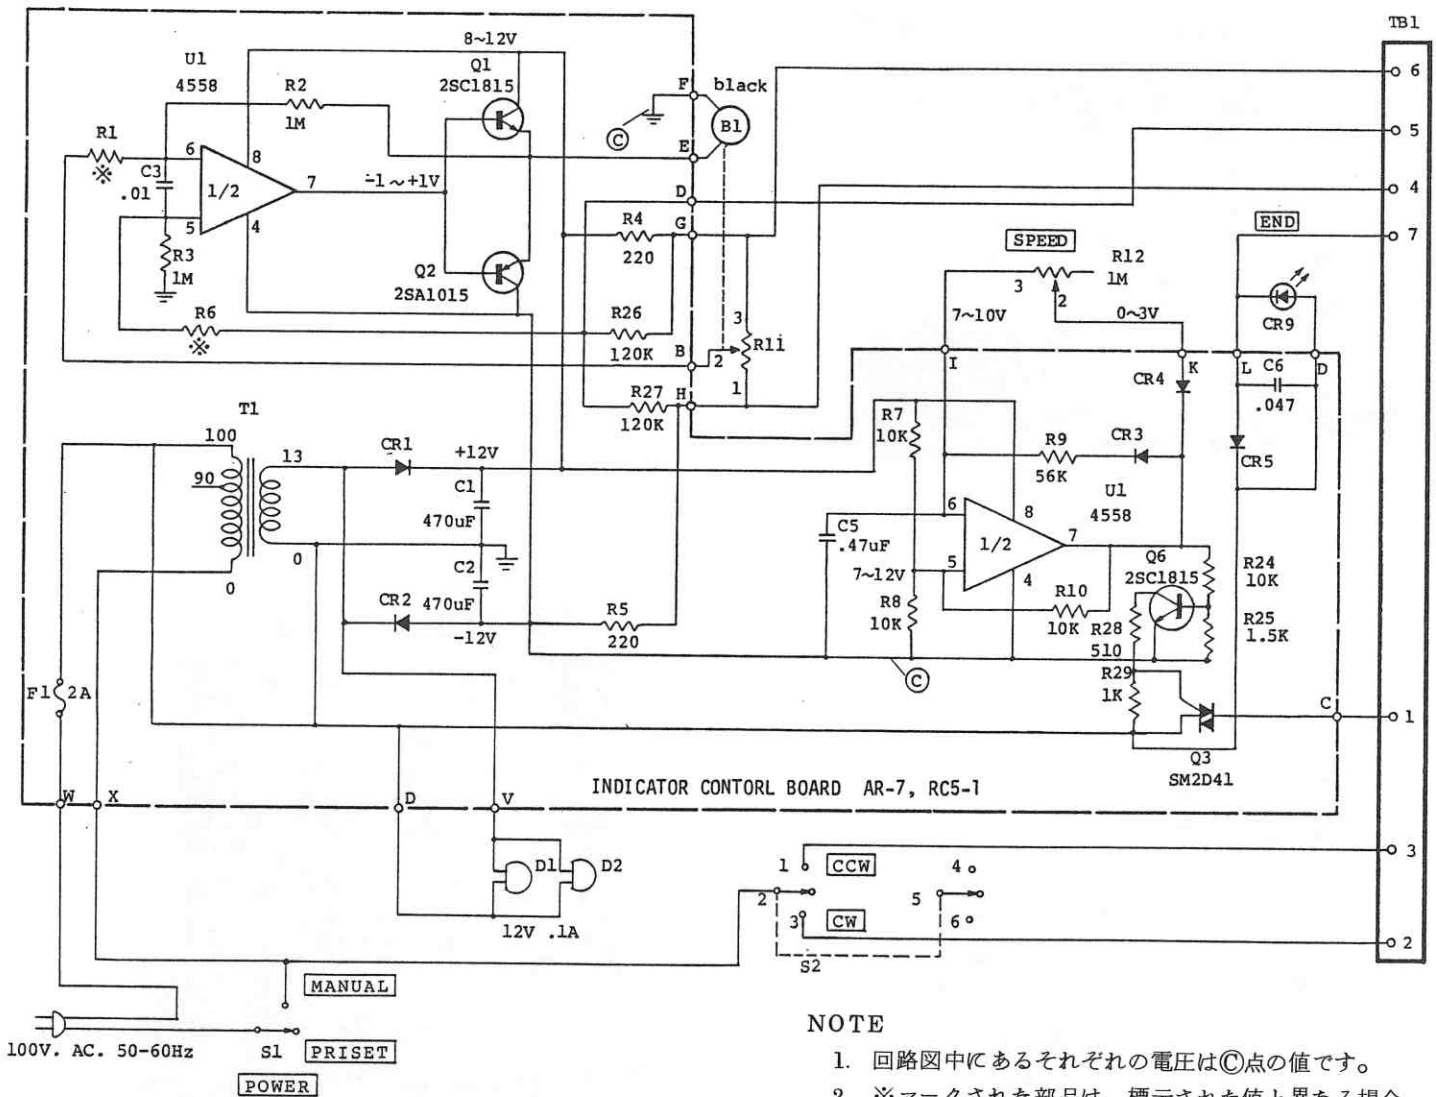 TB1
8~12V
U1
4558
Q1
2SC1815
R2
1M
F
black
B1
C
E
6
5
4
7
R1
※
6
8
C3
.01
1/2
7
-1~+1V
5
4
R3
1M
Q2
2SA1015
D
G
R4
220
R6
※
R26
120K
B
3
2
R11
1
H
R27
120K
SPEED
R12
1M
3
2
7~10V
0~3V
END
CR9
I
K
L
D
CR4
C6
.047
CR5
T1
100
90
0
13
0
CR1
+12V
C1
470uF
C2
470uF
CR2
-12V
R5
220
R7
10K
R9
56K
CR3
U1
4558
6
8
C5
.47uF
1/2
7
7~12V
5
4
R8
10K
R10
10K
Q6
2SC1815
R24
10K
R25
1.5K
R28
510
R29
1K
C
C
1
Q3
SM2D41
F1
2A
W
X
D
V
INDICATOR CONTORL BOARD AR-7, RC5-1
D1
D2
12V .1A
1
CCW
4
2
5
3
CW
6
S2
3
2
MANUAL
100V. AC. 50-60Hz
S1
PRISET
POWER
NOTE
1. 回路図中にあるそれぞれの電圧はⒸ点の値です。